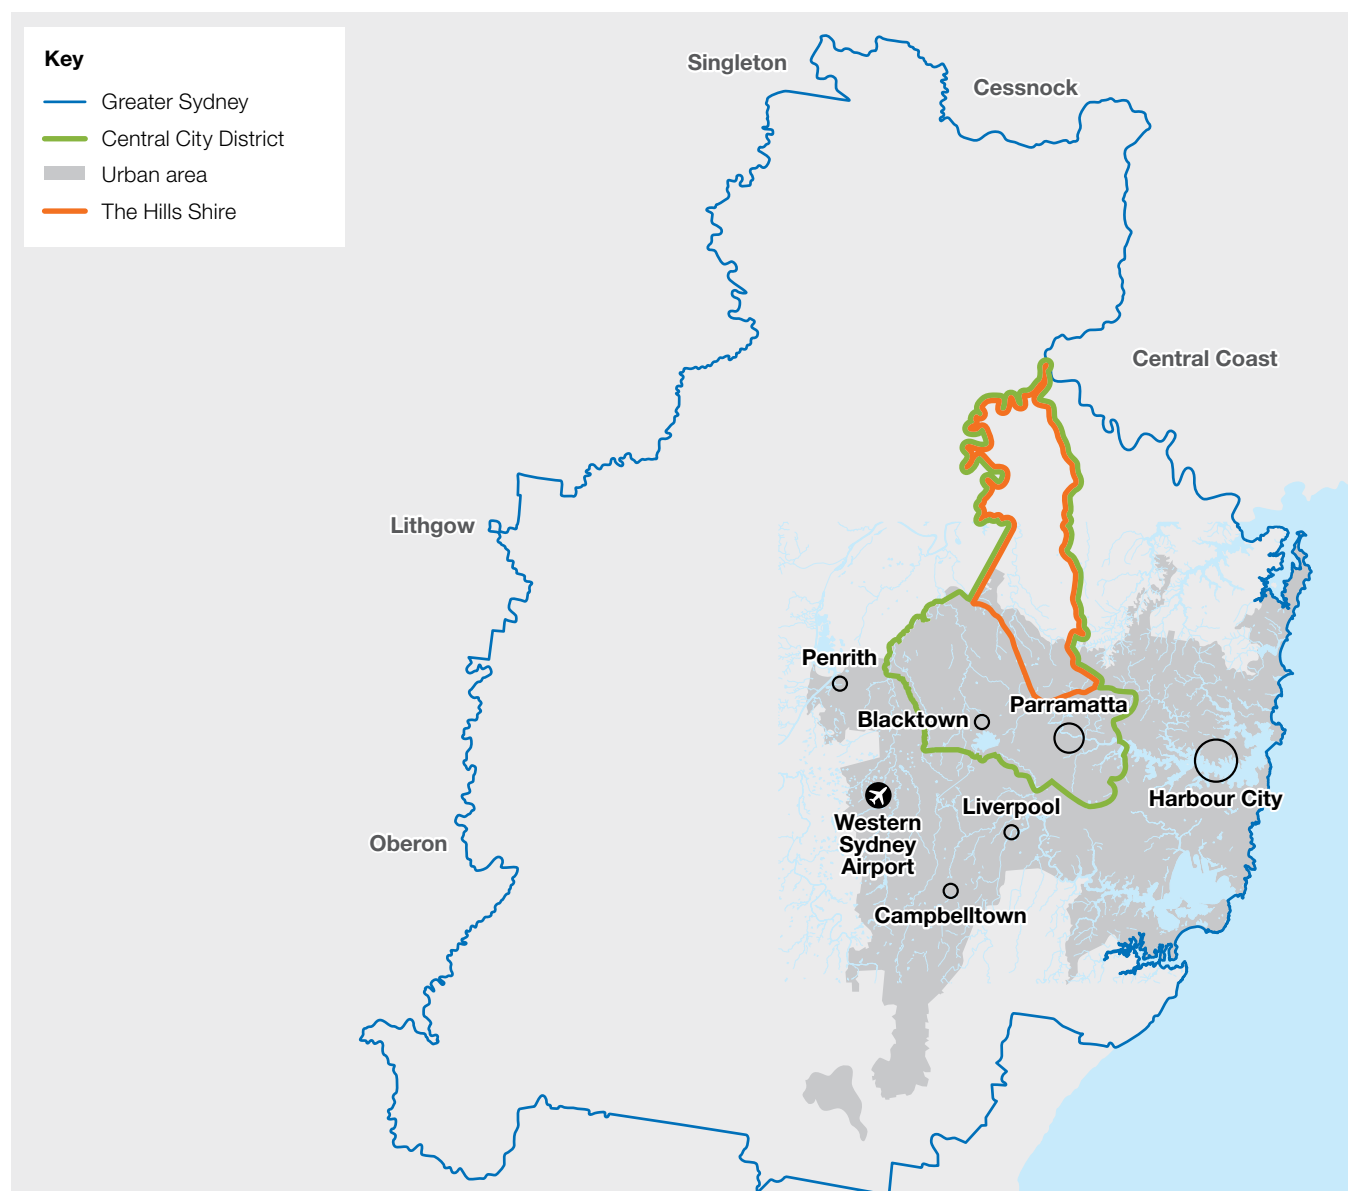 Key
Greater Sydney
Central City District
Urban area
The Hills Shire
Singleton
Cessnock
Central Coast
Lithgow
Penrith
Blacktown
Parramatta
Harbour City
Liverpool
Western
Sydney
Airport
Oberon
Campbelltown